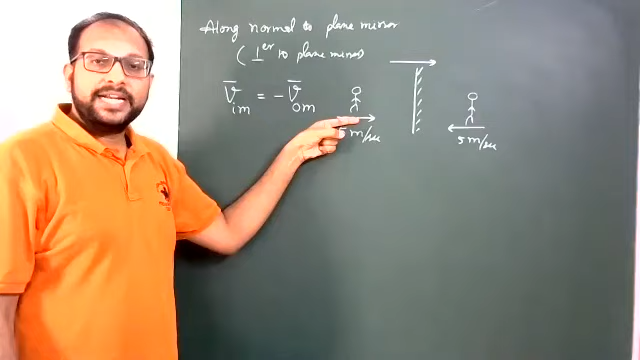 Along normal to plane mirror
( ⊥er to plane mirror)
V̅im = - V̅om
5 m/sec
5 m/sec